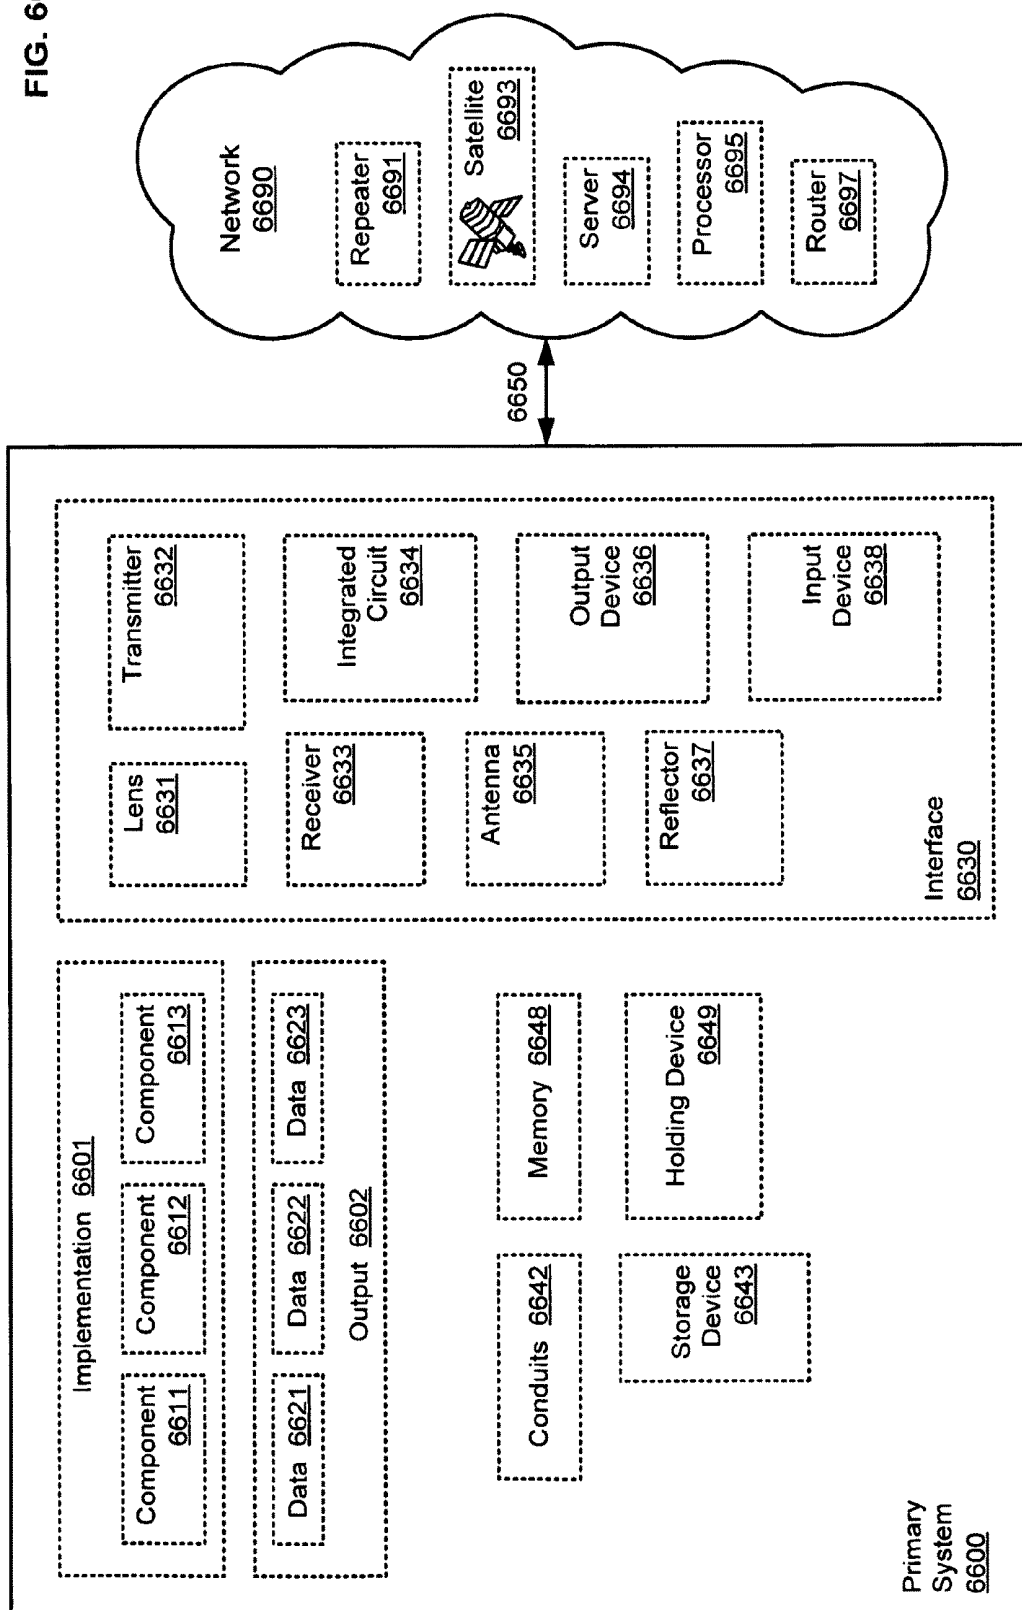 FIG. 6
Implementation 6601
Component
6611
Component
6612
Component
6613
Data 6621
Data 6622
Data 6623
Output 6602
Conduits 6642
Memory 6648
Storage
Device
6643
Holding Device
6649
Primary
System
6600
Lens
6631
Transmitter
6632
Receiver
6633
Integrated
Circuit
6634
Antenna
6635
Output
Device
6636
Reflector
6637
Input
Device
6638
Interface
6630
6650
Network
6690
Repeater
6691
Satellite
6693
Server
6694
Processor
6695
Router
6697